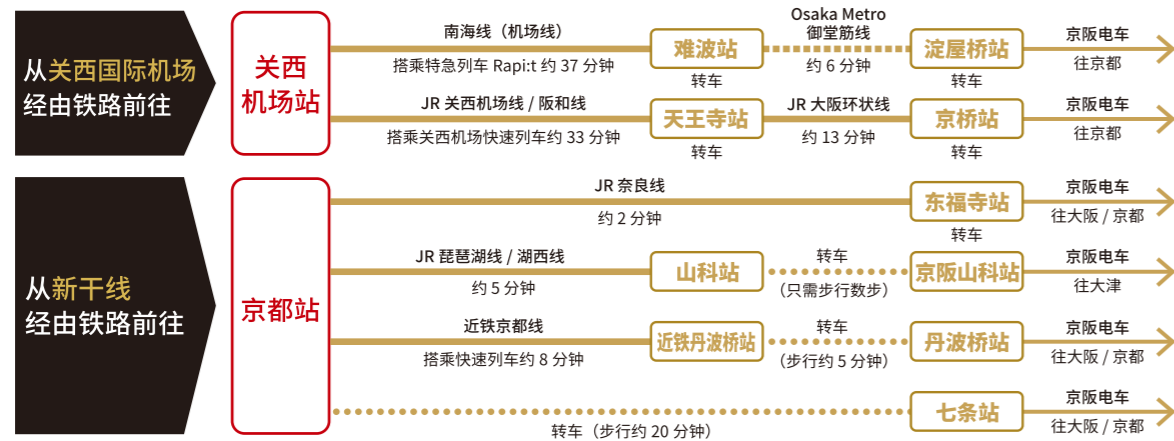 从关西国际机场
经由铁路前往
关西
机场站
南海线（机场线）
搭乘特急列车 Rapi:t 约 37 分钟
难波站
转车
Osaka Metro
御堂筋线
约 6 分钟
淀屋桥站
转车
京阪电车
往京都
JR 关西机场线 / 阪和线
搭乘关西机场快速列车约 33 分钟
天王寺站
转车
JR 大阪环状线
约 13 分钟
京桥站
转车
京阪电车
往京都
从新干线
经由铁路前往
京都站
JR 奈良线
约 2 分钟
东福寺站
转车
京阪电车
往大阪 / 京都
JR 琵琶湖线 / 湖西线
约 5 分钟
山科站
转车
（只需步行数步）
京阪山科站
京阪电车
往大津
近铁京都线
搭乘快速列车约 8 分钟
近铁丹波桥站
转车
（步行约 5 分钟）
丹波桥站
京阪电车
往大阪 / 京都
转车（步行约 20 分钟）
七条站
京阪电车
往大阪 / 京都